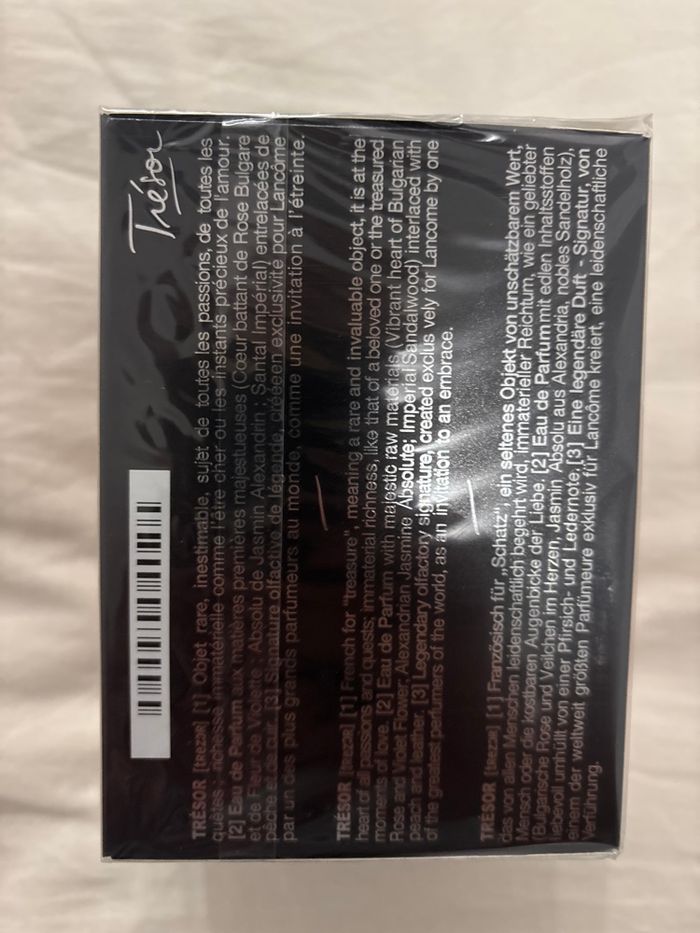 Trésor
TRÉSOR [tREZɔR] [1] Objet rare, inestimable, sujet de toutes les passions, de toutes les
quêtes - richesse immatérielle comme l'être cher ou les instants précieux de l'amour.
[2] Eau de Parfum aux matières premières majestueuses (Cœur battant de Rose Bulgare
et de Fleur de Violette ; Absolu de Jasmin Alexandrin ; Santal Impérial) entrelacées de
pêche et cuir. [3] Signature olfactive de légende, créée en exclusivité pour Lancôme
par un des plus grands parfumeurs au monde, comme une invitation à l'étreinte.
TRÉSOR [tREZɔR] [1] French for "treasure", meaning a rare and invaluable object, it is at the
heart of all passions and quests, immaterial richness, like that of a beloved one or the treasured
moments of love. [2] Eau de Parfum with majestic raw materials (Vibrant heart of Bulgarian
Rose and Violet Flower, Alexandrian Jasmine Absolute; Imperial Sandalwood) interlaced with
peach and leather. [3] Legendary olfactory signature, created exclus vely for Lancome by one
of the greatest perfumers of the world, as an invitation to an embrace.
TRÉSOR [tREZɔR] [1] Französisch für „Schatz", ein seltenes Objekt von unschätzbarem Wert,
das von allen Menschen leidenschaftlich begehrt wird. Immaterieller Reichtum, wie ein geliebter
Mensch oder die kostbaren Augenbicke der Liebe. [2] Eau de Parfum mit edlen Inhaltsstoffen
(Bulgarische Rose und Veilchen im Herzen, Jasmin Absolu aus Alexandria, nobles Sandelholz),
liebevoll umhüllt von einer Pfirsich- und Ledernote. [3] Eine legendäre Duft - Signatur, von
einem der weltweit größten Parfümeure exklusiv für Lancôme kreiert, eine leidenschaftliche
Verführung.